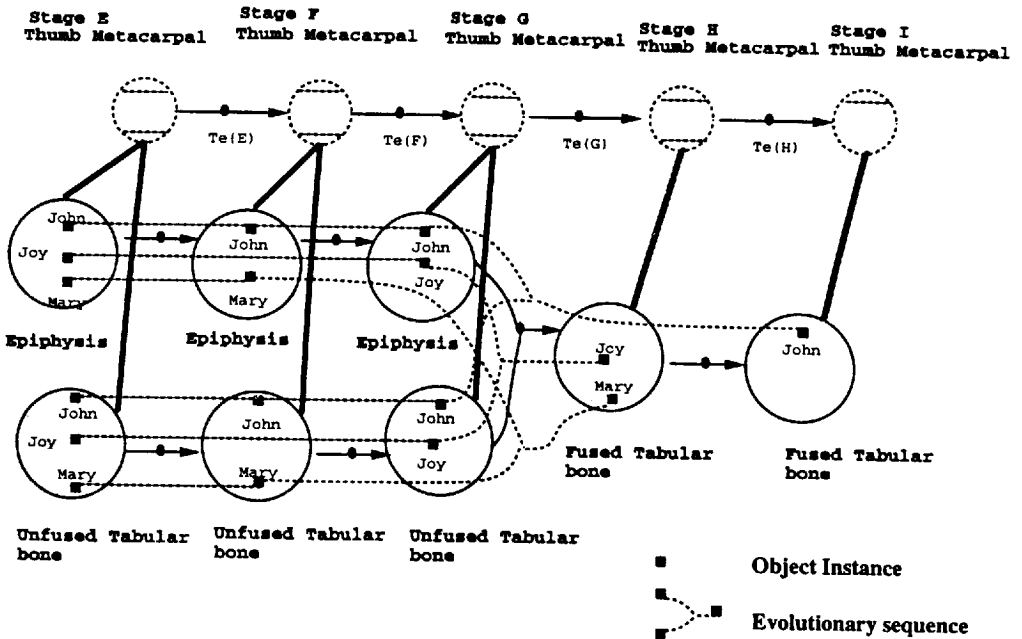 Stage E
Thumb Metacarpal
Stage F
Thumb Metacarpal
Stage G
Thumb Metacarpal
Stage H
Thumb Metacarpal
Stage I
Thumb Metacarpal
Te(E)
Te(F)
Te(G)
Te(H)
John
Joy
Mary
Epiphysis
John
Mary
Epiphysis
John
Joy
Epiphysis
Joy
Mary
Fused Tabular
bone
John
Fused Tabular
bone
John
Joy
Mary
Unfused Tabular
bone
John
Mary
Unfused Tabular
bone
John
Joy
Unfused Tabular
bone
Object Instance
Evolutionary sequence